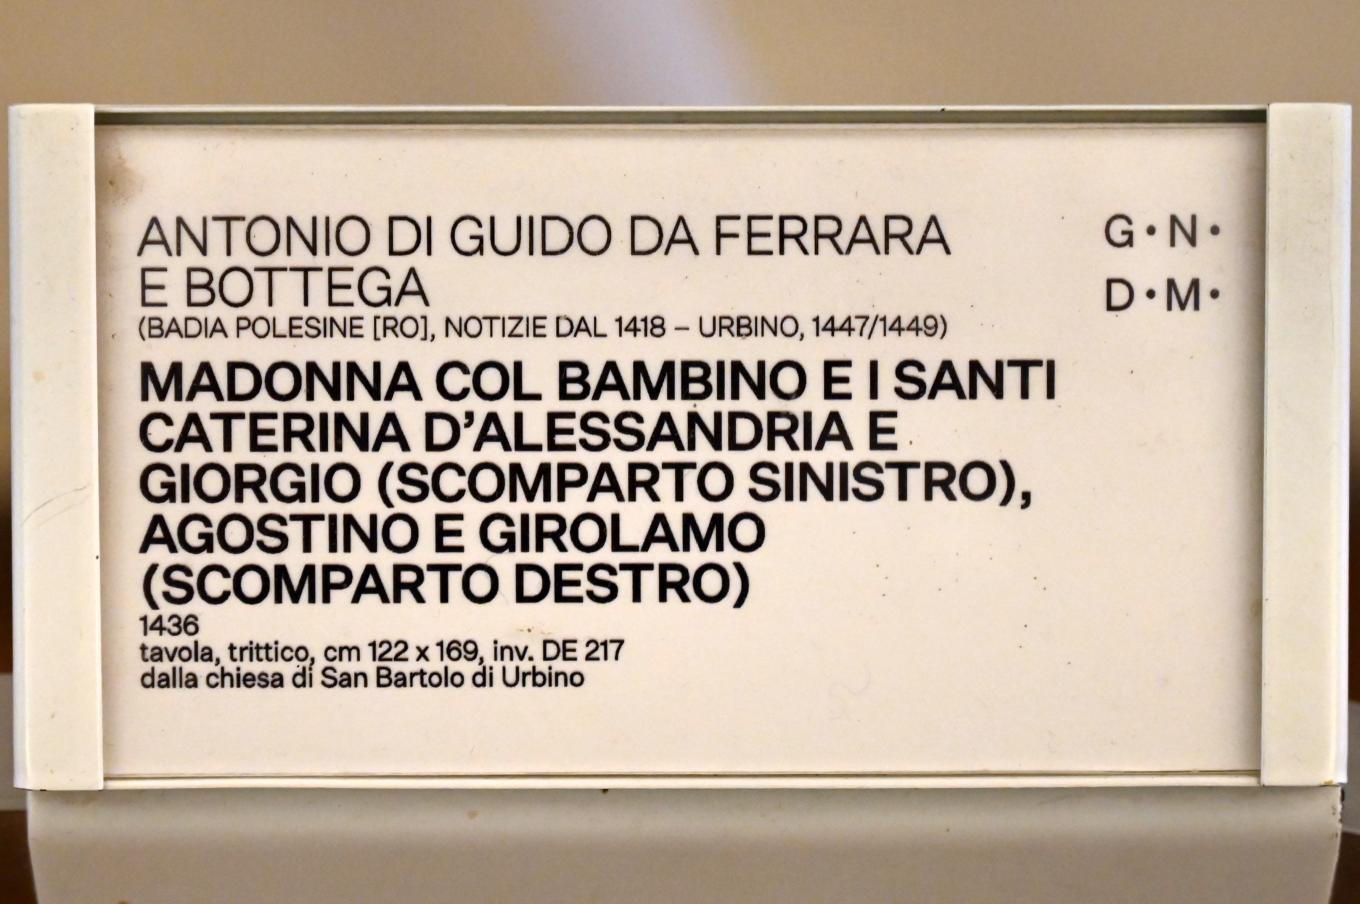 ANTONIO DI GUIDO DA FERRARA
E BOTTEGA
(BADIA POLESINE [RO], NOTIZIE DAL 1418 – URBINO, 1447/1449)
MADONNA COL BAMBINO E I SANTI
CATERINA D’ALESSANDRIA E
GIORGIO (SCOMPARTO SINISTRO),
AGOSTINO E GIROLAMO
(SCOMPARTO DESTRO)
1436
tavola, trittico, cm 122 x 169, inv. DE 217
dalla chiesa di San Bartolo di Urbino
G·N·
D·M·